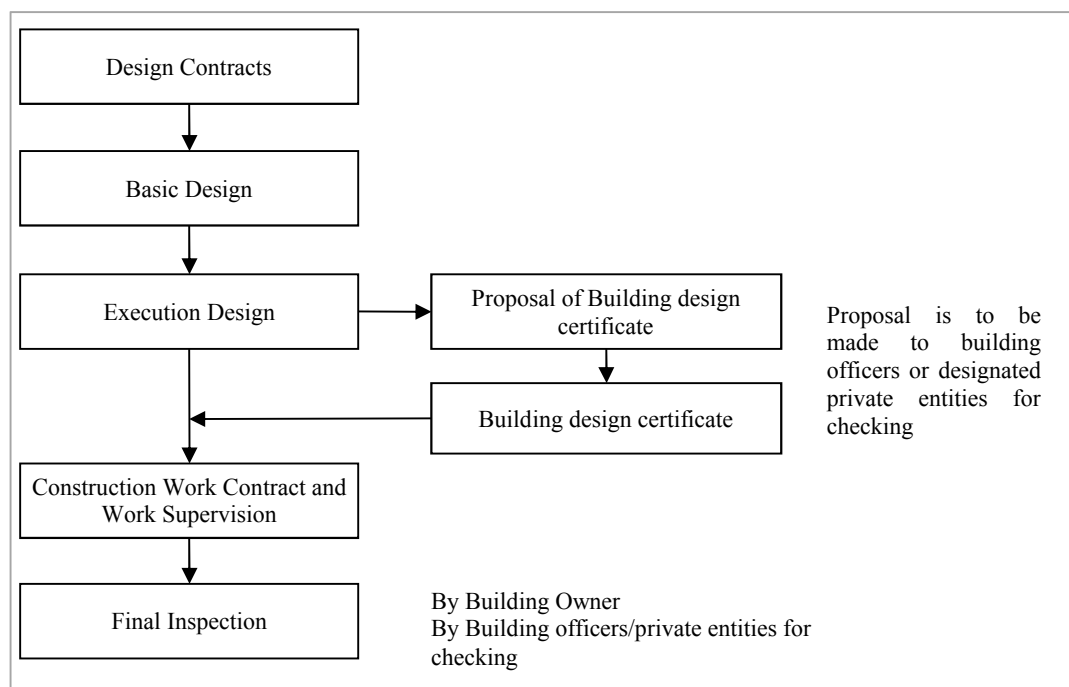 Design Contracts
Basic Design
Execution Design
Proposal of Building design
certificate
Proposal is to be
made to building
officers or designated
private entities for
checking
Building design certificate
Construction Work Contract and
Work Supervision
Final Inspection
By Building Owner
By Building officers/private entities for
checking